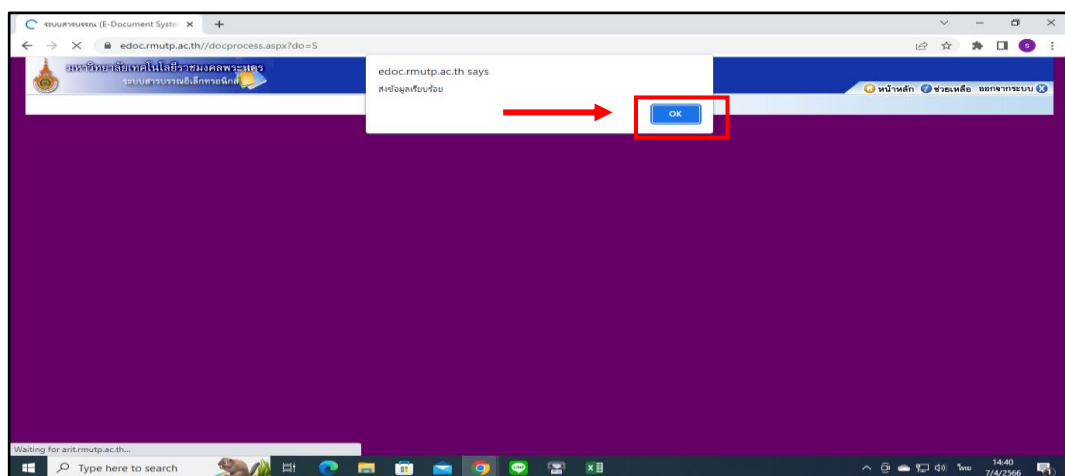 ระบบสารบรรณ (E-Document Syste
edoc.rmutp.ac.th//docprocess.aspx?do=S
s
มหาวิทยาลัยเทคโนโลยีราชมงคลพระนคร
ระบบสารบรรณอิเล็กทรอนิกส์
edoc.rmutp.ac.th says
ส่งข้อมูลเรียบร้อย
OK
หน้าหลัก ช่วยเหลือ ออกจากระบบ
Waiting for arit.rmutp.ac.th...
Type here to search
ไทย
14:40
7/4/2566